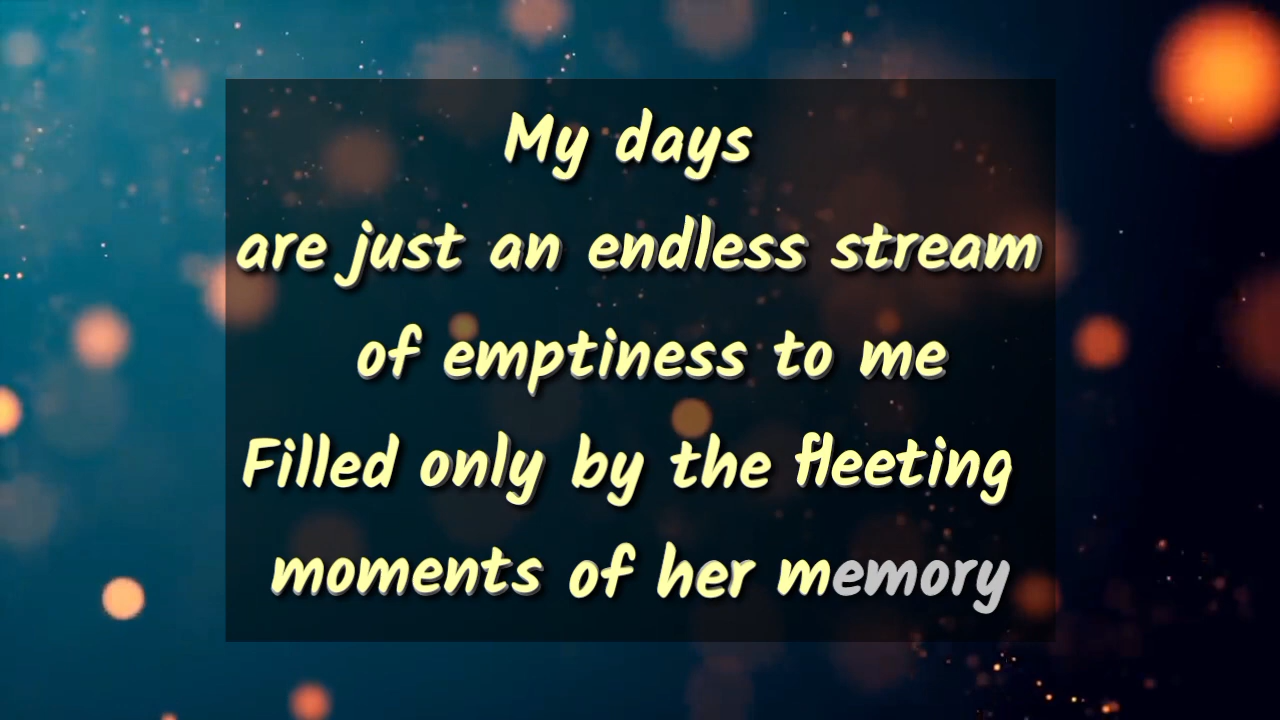 My days
are just an endless stream
of emptiness to me
Filled only by the fleeting
moments of her memory